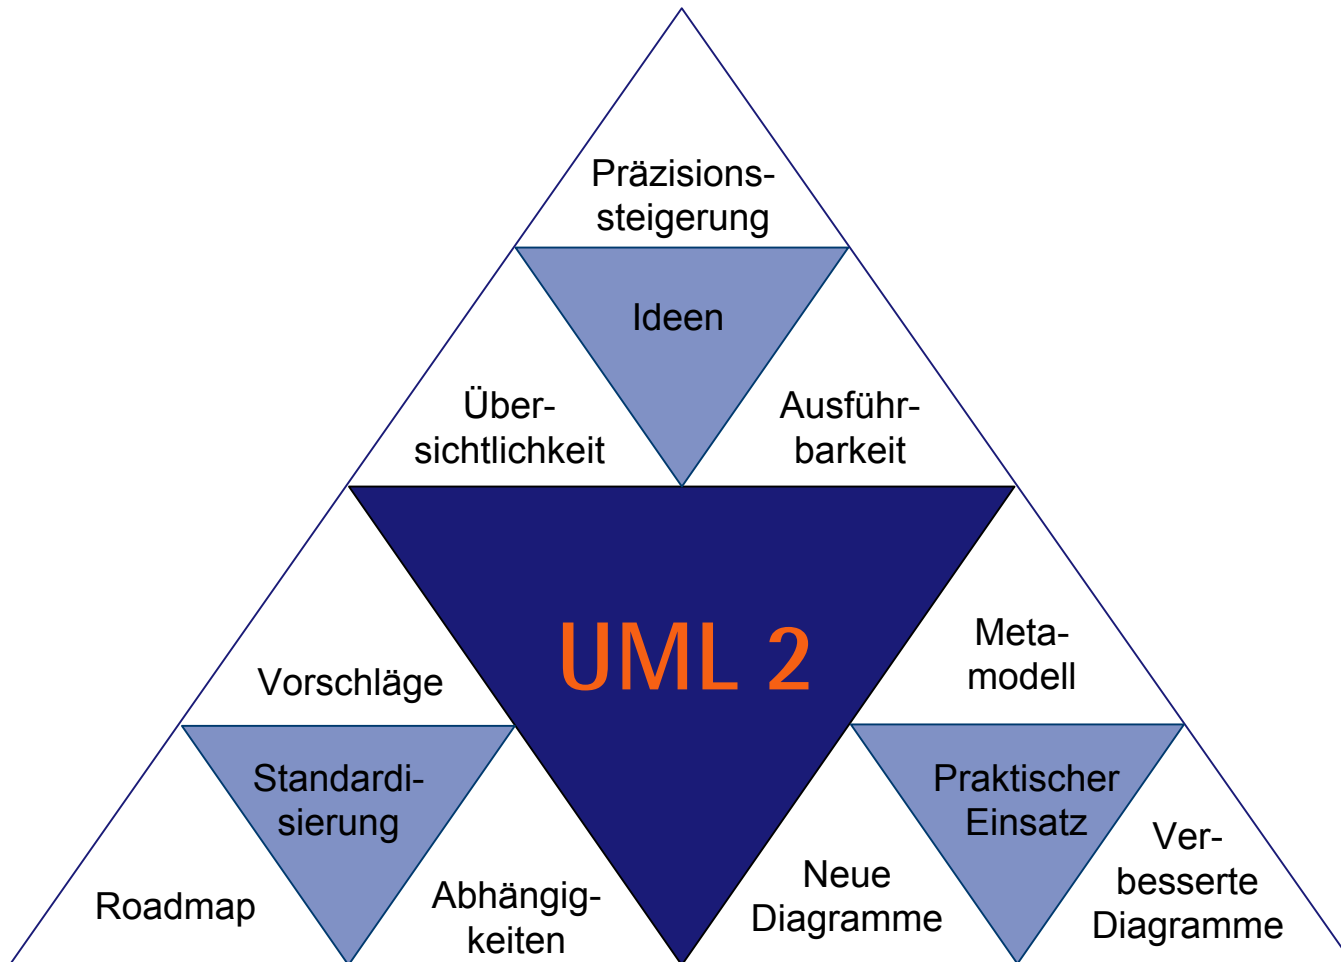 Präzisions-
steigerung
Ideen
Über-
sichtlichkeit
Ausführ-
barkeit
UML 2
Vorschläge
Standardi-
sierung
Roadmap
Abhängig-
keiten
Meta-
modell
Praktischer
Einsatz
Neue
Diagramme
Ver-
besserte
Diagramme